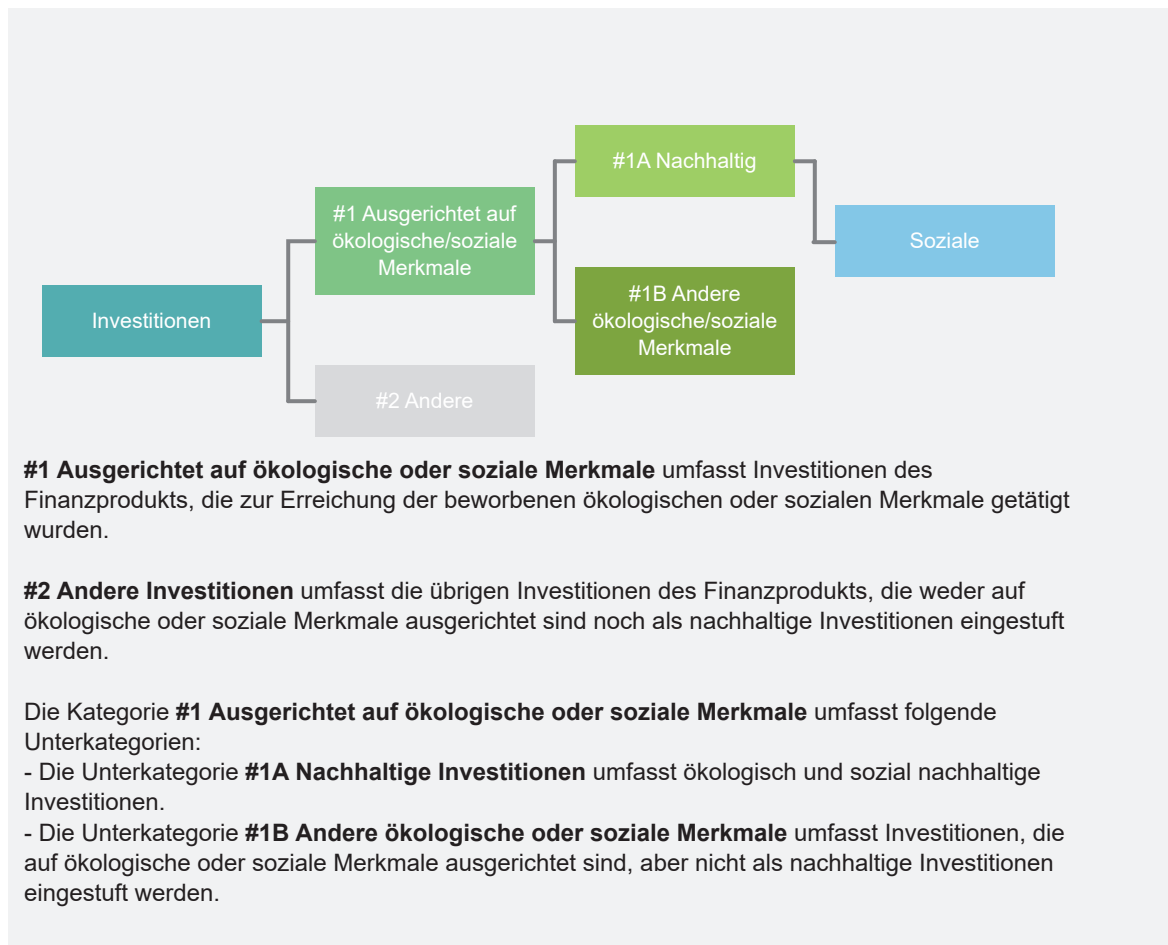 #1A Nachhaltig
#1 Ausgerichtet auf
ökologische/soziale
Merkmale
Soziale
Investitionen
#1B Andere
ökologische/soziale
Merkmale
#2 Andere
#1 Ausgerichtet auf ökologische oder soziale Merkmale umfasst Investitionen des
Finanzprodukts, die zur Erreichung der beworbenen ökologischen oder sozialen Merkmale getätigt
wurden.
#2 Andere Investitionen umfasst die übrigen Investitionen des Finanzprodukts, die weder auf
ökologische oder soziale Merkmale ausgerichtet sind noch als nachhaltige Investitionen eingestuft
werden.
Die Kategorie #1 Ausgerichtet auf ökologische oder soziale Merkmale umfasst folgende
Unterkategorien:
- Die Unterkategorie #1A Nachhaltige Investitionen umfasst ökologisch und sozial nachhaltige
Investitionen.
- Die Unterkategorie #1B Andere ökologische oder soziale Merkmale umfasst Investitionen, die
auf ökologische oder soziale Merkmale ausgerichtet sind, aber nicht als nachhaltige Investitionen
eingestuft werden.